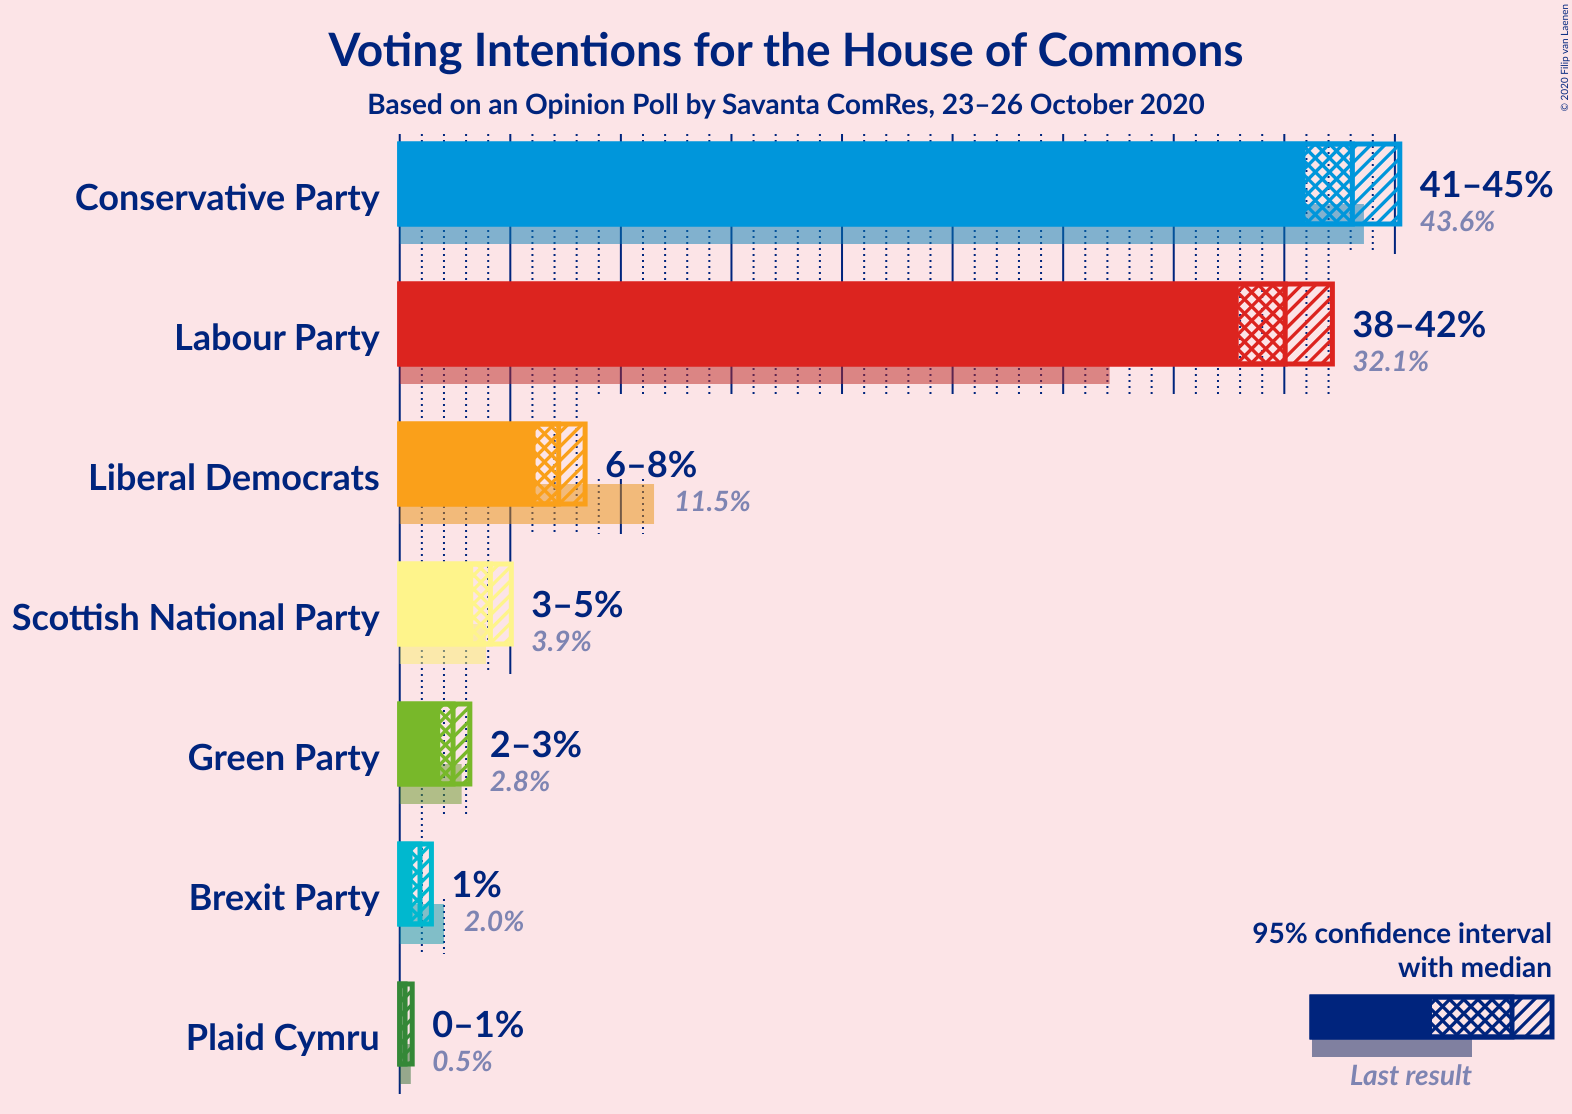 Voting Intentions for the House of Commons
Based on an Opinion Poll by Savanta ComRes, 23–26 October 2020
© 2020 Filip van Laenen
Conservative Party
41–45%
43.6%
Labour Party
38–42%
32.1%
Liberal Democrats
6–8%
11.5%
Scottish National Party
3–5%
3.9%
Green Party
2–3%
2.8%
Brexit Party
1%
2.0%
Plaid Cymru
0–1%
0.5%
95% confidence interval
with median
Last result